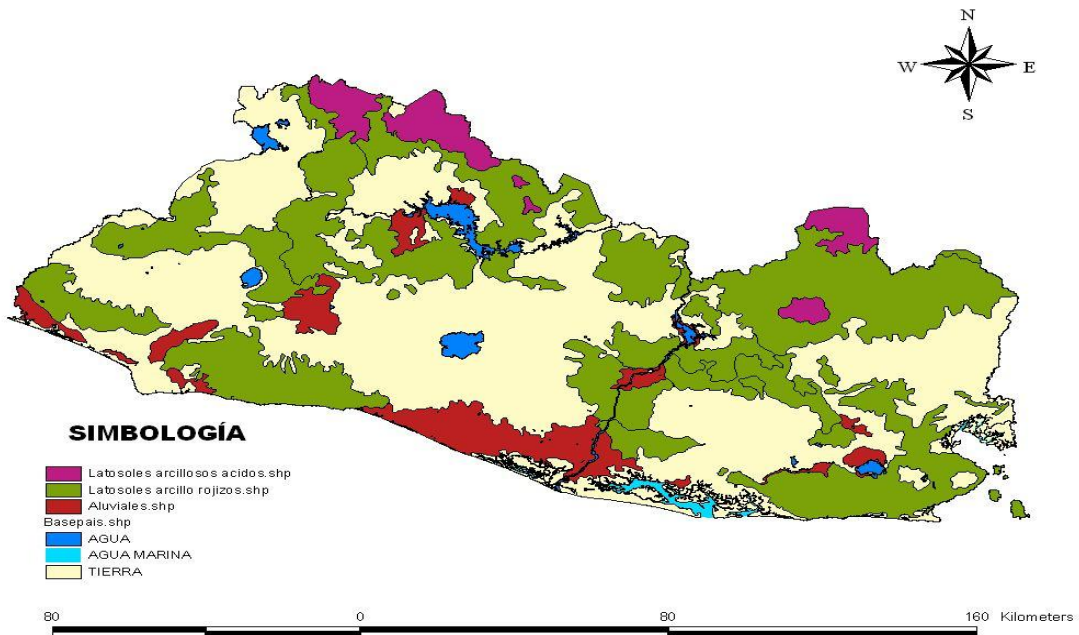 N
W E
S
SIMBOLOGÍA
Latosoles arcillosos acidos.shp
Latosoles arcillo rojizos.shp
Aluviales.shp
Basepais.shp
AGUA
AGUA MARINA
TIERRA
80 0 80 160 Kilometers